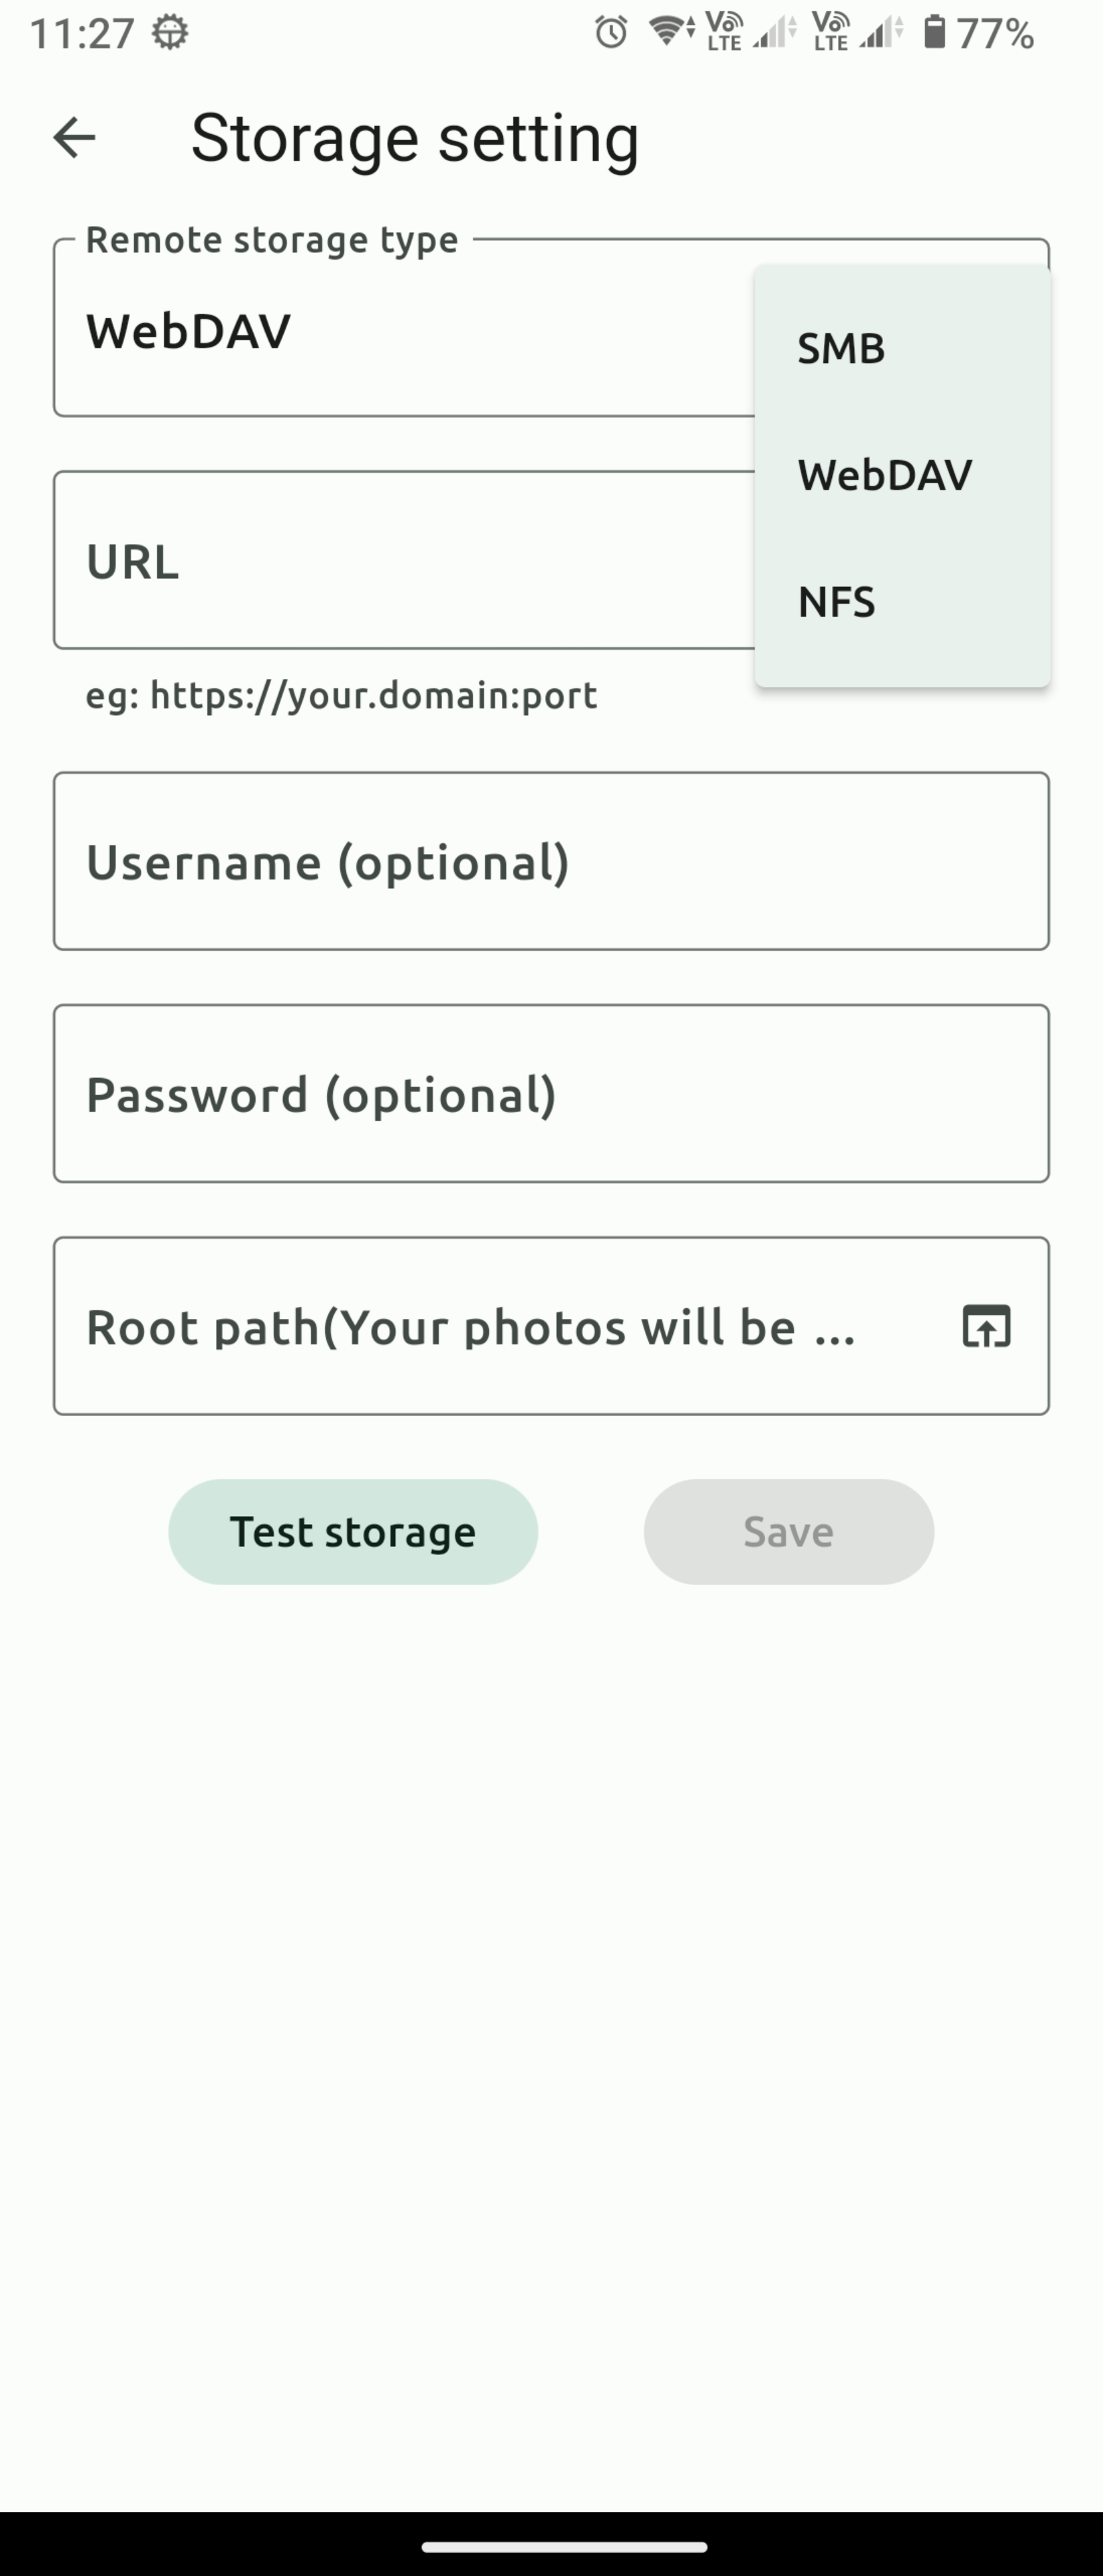 11:27 Vo LTE Vo LTE 77%
Storage setting
Remote storage type
WebDAV
SMB
WebDAV
NFS
URL
eg: https://your.domain:port
Username (optional)
Password (optional)
Root path(Your photos will be ...
Test storage
Save